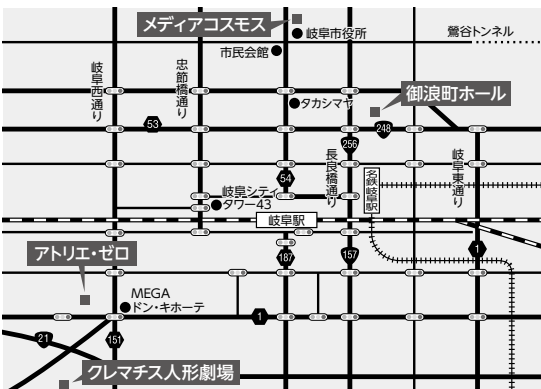 メディアコスモス
岐阜市役所
鶯谷トンネル
市民会館
岐阜西通り
忠節橋通り
タカシマヤ
御浪町ホール
53
248
256
長良橋通り
岐阜東通り
54
名鉄岐阜駅
岐阜シティ
タワー43
岐阜駅
アトリエ・ゼロ
187
157
1
MEGA
ドン・キホーテ
1
21
151
クレマチス人形劇場